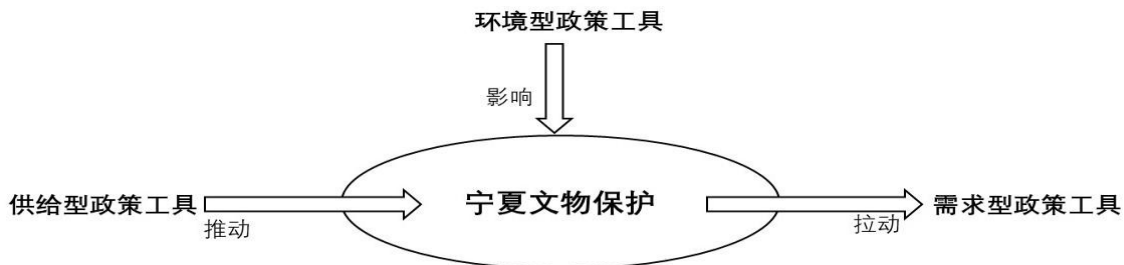 环境型政策工具
影响
供给型政策工具
推动
宁夏文物保护
拉动
需求型政策工具